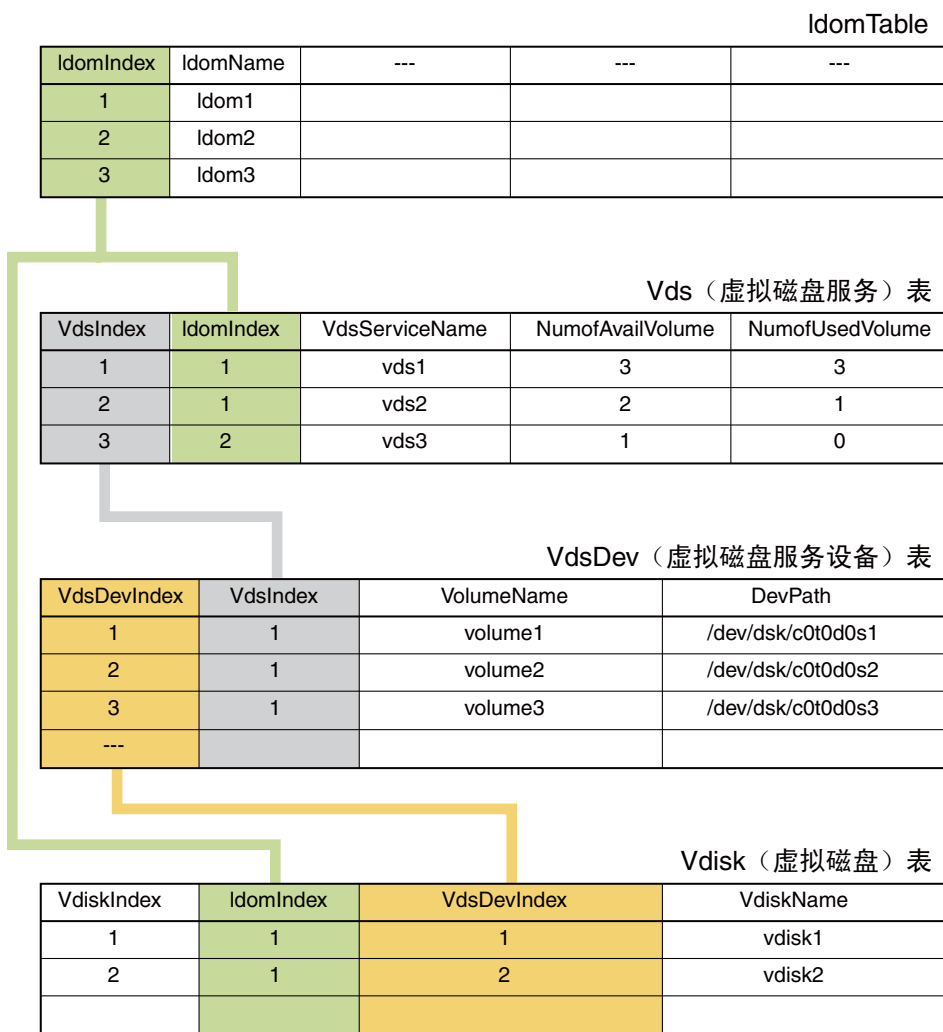 ldomTable
ldomIndex ldomName --- --- ---
1 ldom1
2 ldom2
3 ldom3
Vds（虚拟磁盘服务）表
VdsIndex ldomIndex VdsServiceName NumofAvailVolume NumofUsedVolume
1 1 vds1 3 3
2 1 vds2 2 1
3 2 vds3 1 0
VdsDev（虚拟磁盘服务设备）表
VdsDevIndex VdsIndex VolumeName DevPath
1 1 volume1 /dev/dsk/c0t0d0s1
2 1 volume2 /dev/dsk/c0t0d0s2
3 1 volume3 /dev/dsk/c0t0d0s3
---
Vdisk（虚拟磁盘）表
VdiskIndex ldomIndex VdsDevIndex VdiskName
1 1 1 vdisk1
2 1 2 vdisk2